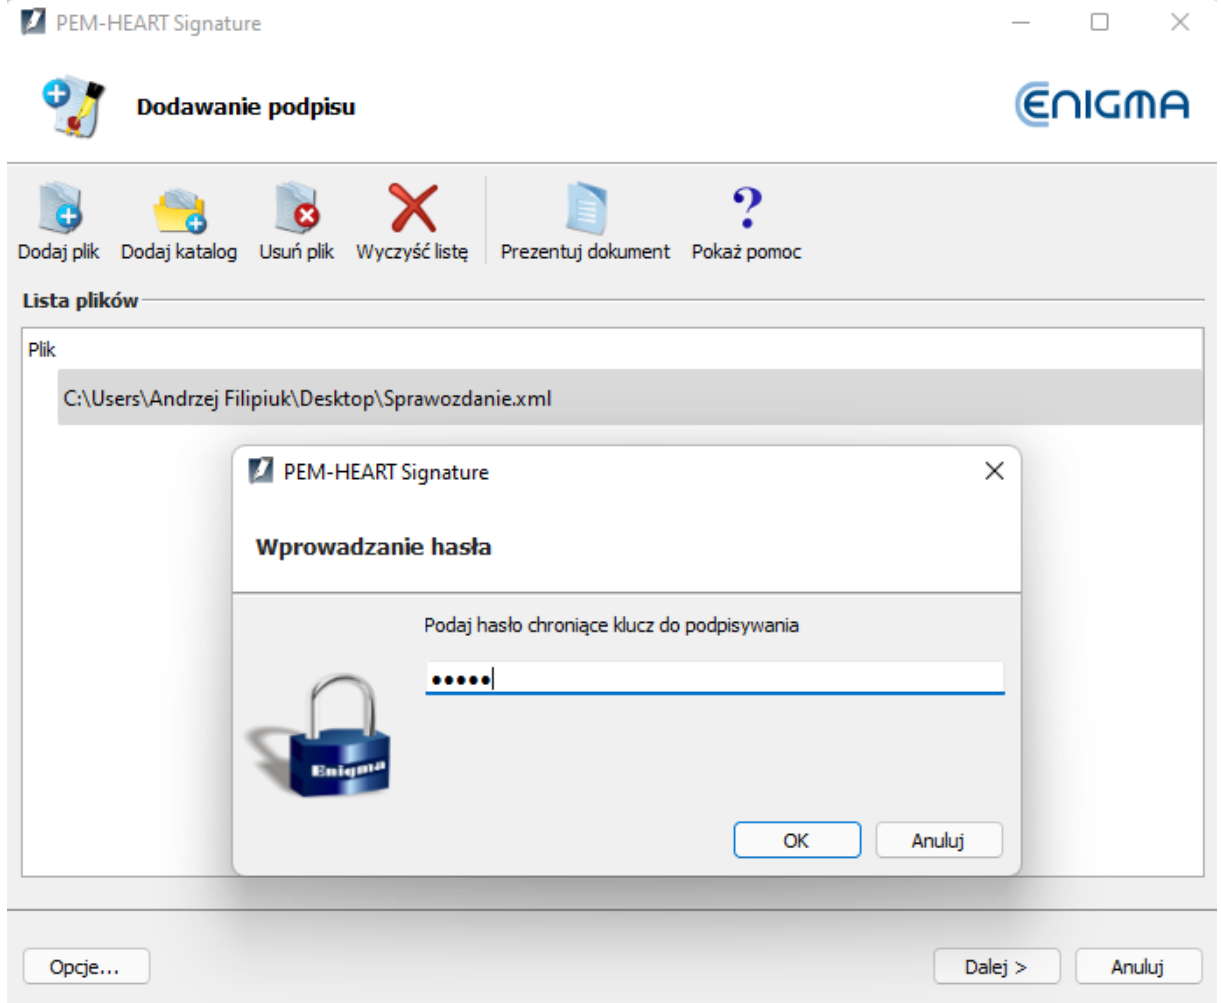 PEM-HEART Signature
Dodawanie podpisu
ENIGMA
Dodaj plik Dodaj katalog Usuń plik Wyczyść listę Prezentuj dokument Pokaż pomoc
Lista plików
Plik
C:\Users\Andrzej Filipiuk\Desktop\Sprawozdanie.xml
PEM-HEART Signature
Wprowadzanie hasła
Podaj hasło chroniące klucz do podpisywania
•••••
Enigma
OK Anuluj
Opcje... Dalej > Anuluj